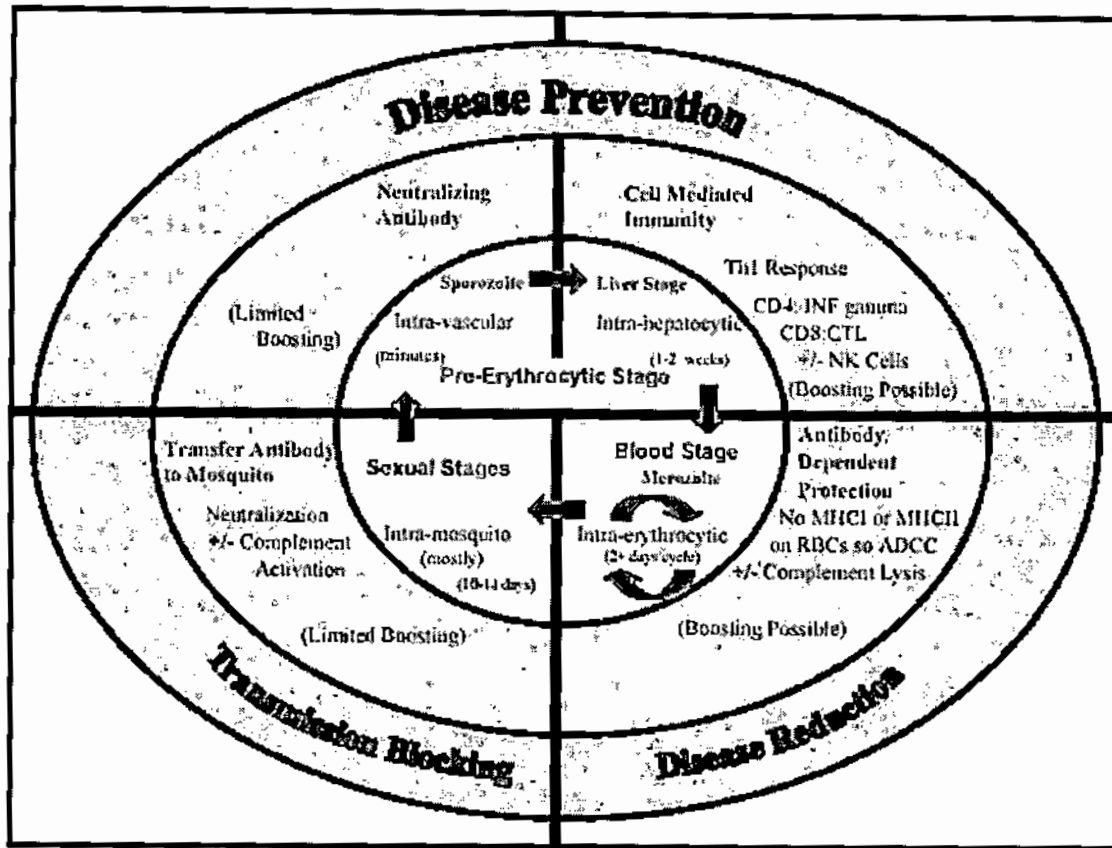 Disease Prevention
Neutralizing
Antibody
Cell Mediated
Immunity
Sporozoite
Liver Stage
Th1 Response
(Limited
Boosting)
Intra-vascular
Intra-hepatocytic
CD4:INF gamma
CD8:CTL
+/- NK Cells
(minutes)
(1-2 weeks)
Pre-Erythrocytic Stage
(Boosting Possible)
Transfer Antibody
to Mosquito
Sexual Stages
Blood Stage
Merozoite
Antibody
Dependent
Protection
Neutralization
+/- Complement
Activation
Intra-mosquito
(mostly)
(10-14 days)
Intra-erythrocytic
(2+ days/cycle)
No MHCI or MHCII
on RBCs so ADCC
+/- Complement Lysis
(Limited Boosting)
(Boosting Possible)
Transmission Blocking
Disease Reduction